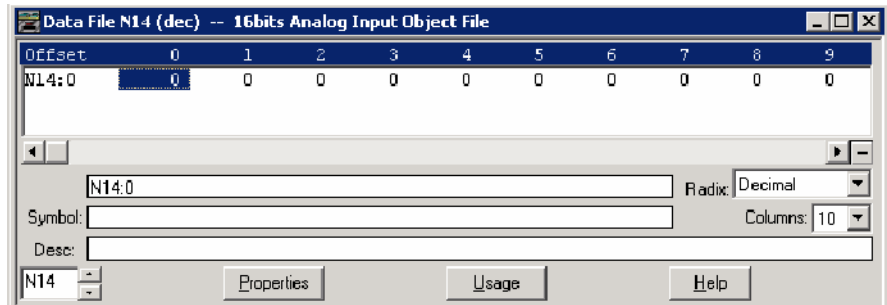 Data File N14 (dec) -- 16bits Analog Input Object File
Offset 0 1 2 3 4 5 6 7 8 9
N14:0 0 0 0 0 0 0 0 0 0 0
N14:0 Radix: Decimal
Symbol: Columns: 10
Desc:
N14 Properties Usage Help